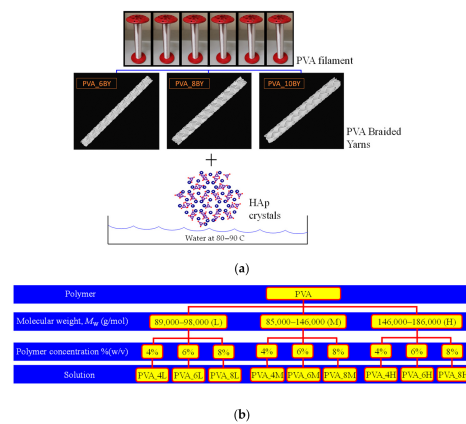 PVA filament
PVA_6BY PVA_8BY PVA_10BY
PVA Braided
Yarns
+
HAp
crystals
Water at 80–90 C
(a)
Polymer PVA
Molecular weight, Mw (g/mol) 89,000–98,000 (L) 85,000–146,000 (M) 146,000–186,000 (H)
Polymer concentration %(w/v) 4% 6% 8% 4% 6% 8% 4% 6% 8%
Solution PVA_4L PVA_6L PVA_8L PVA_4M PVA_6M PVA_8M PVA_4H PVA_6H PVA_8H
(b)